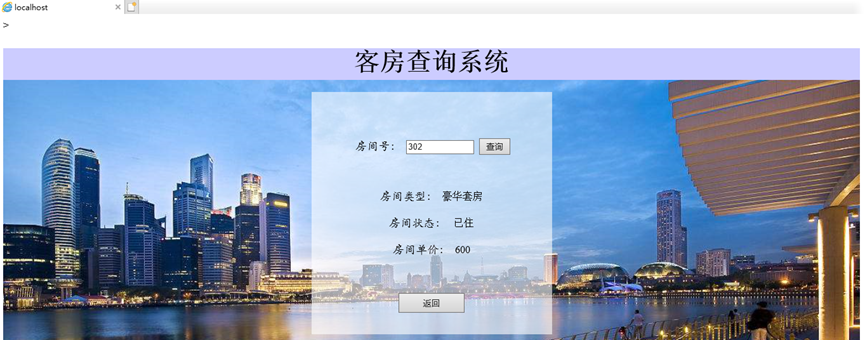 localhost
>
客房查询系统
房间号： 302 查询
房间类型： 豪华套房
房间状态： 已住
房间单价： 600
返回